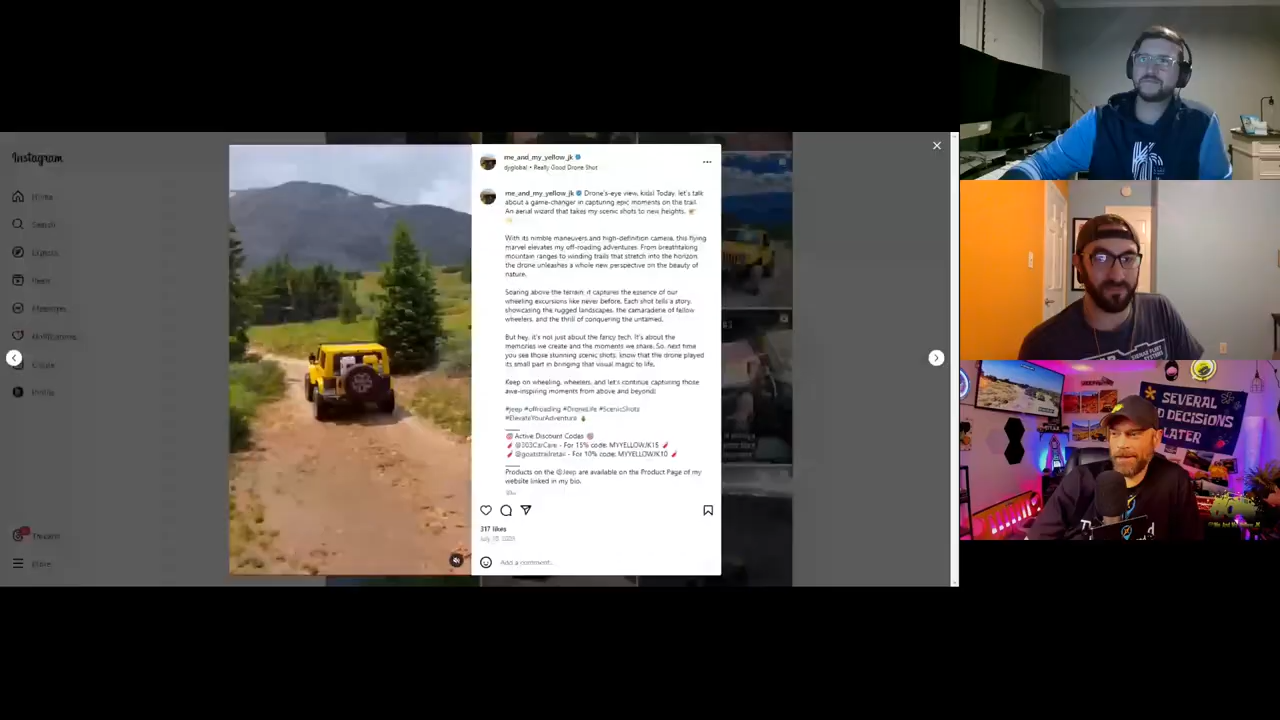 Instagram
Home
Search
Explore
Reels
Messages
Notifications
Create
Profile
Threads
More
me_and_my_yellow_jk
dyglobal • Really Good Drone Shot
me_and_my_yellow_jk Drone's-eye view, kids! Today, let's talk
about a game-changer in capturing epic moments on the trail.
An aerial wizard that takes my scenic shots to new heights.
With its nimble maneuvers and high-definition camera, this flying
marvel elevates my off-roading adventures. From breathtaking
mountain ranges to winding trails that stretch into the horizon,
the drone unleashes a whole new perspective on the beauty of
nature.
Soaring above the terrain, it captures the essence of our
wheeling excursions like never before. Each shot tells a story,
showcasing the rugged landscapes, the camaraderie of fellow
wheelers, and the thrill of conquering the untamed.
But hey, it's not just about the fancy tech. It's about the
memories we create and the moments we share. So, next time
you see those stunning scenic shots, know that the drone played
its small part in bringing that visual magic to life.
Keep on wheeling, wheelers, and let's continue capturing those
awe-inspiring moments from above and beyond!
#jeep #offroading #DroneLife #ScenicShots
#ElevateYourAdventure
Active Discount Codes
@303CarCare - For 15% code: MYYELLOWJK15
- For 10% code: MYYELLOWJK10
Products on the @Jeep are available on the Product Page of my
website linked in my bio.
317 likes
Add a comment...
SEVERAL
DECISIONS
LATER